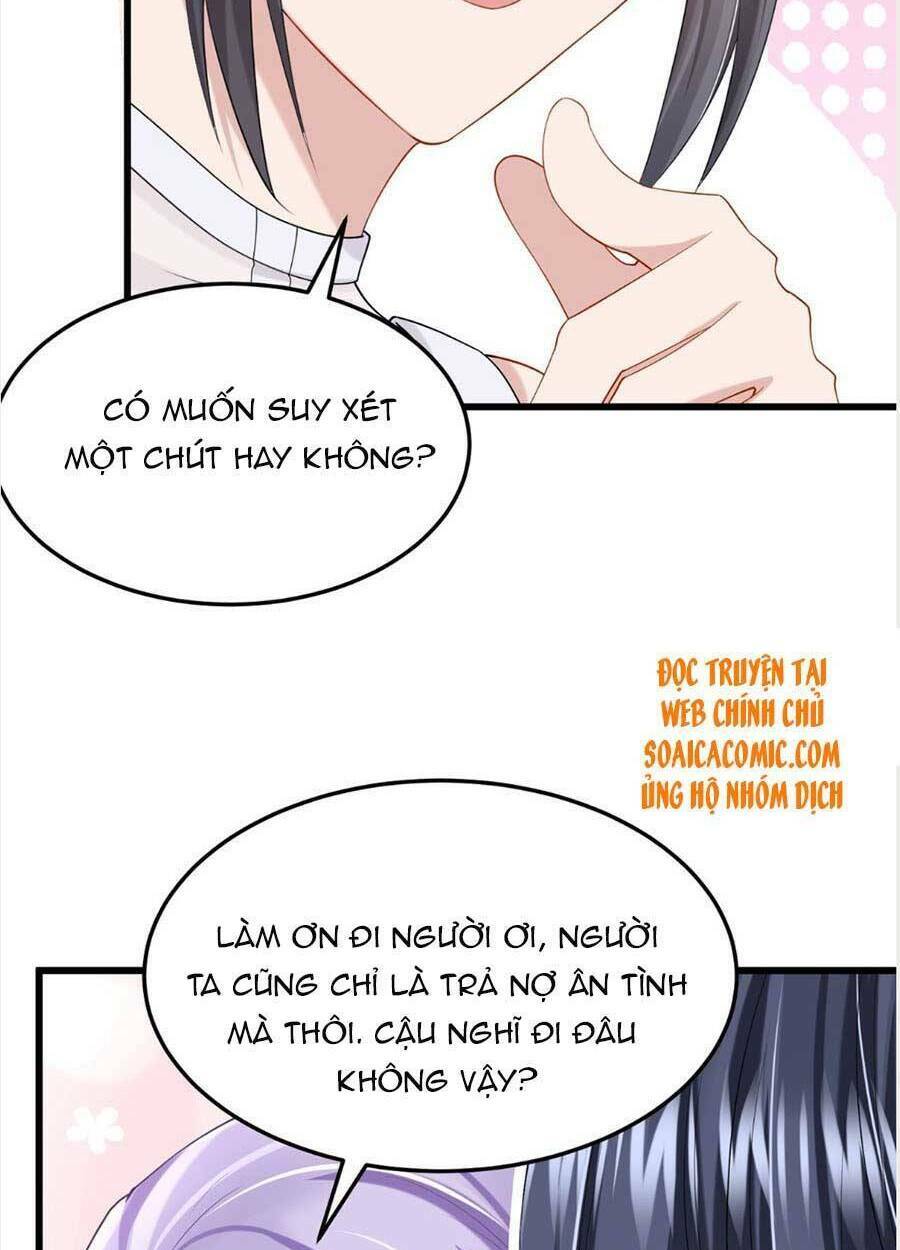 CÓ MUỐN SUY XÉT
MỘT CHÚT HAY KHÔNG?
ĐỌC TRUYỆN TẠI
WEB CHÍNH CHỦ
SOAICACOMIC.COM
ỦNG HỘ NHÓM DỊCH
LÀM ƠN ĐI NGƯỜI ƠI, NGƯỜI
TA CŨNG CHỈ LÀ TRẢ NỢ ÂN TÌNH
MÀ THÔI. CẬU NGHĨ ĐI ĐÂU
KHÔNG VẬY?